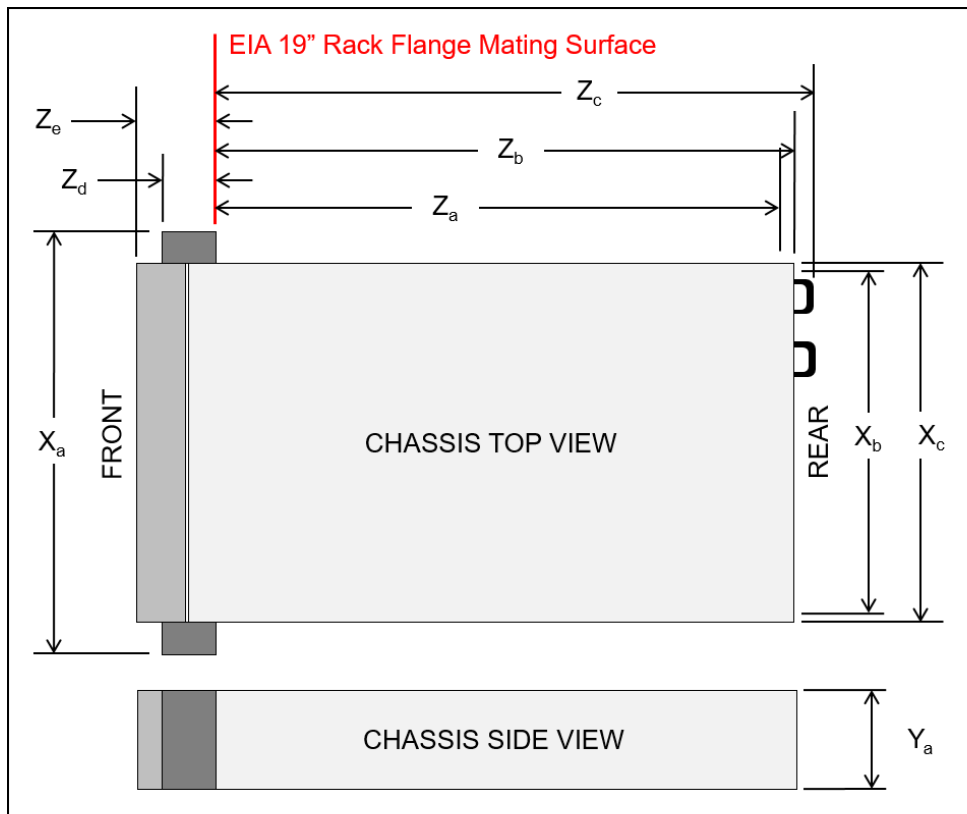 EIA 19” Rack Flange Mating Surface
Zc
Ze
Zb
Zd
Za
FRONT
Xa
CHASSIS TOP VIEW
REAR
Xb
Xc
CHASSIS SIDE VIEW
Ya